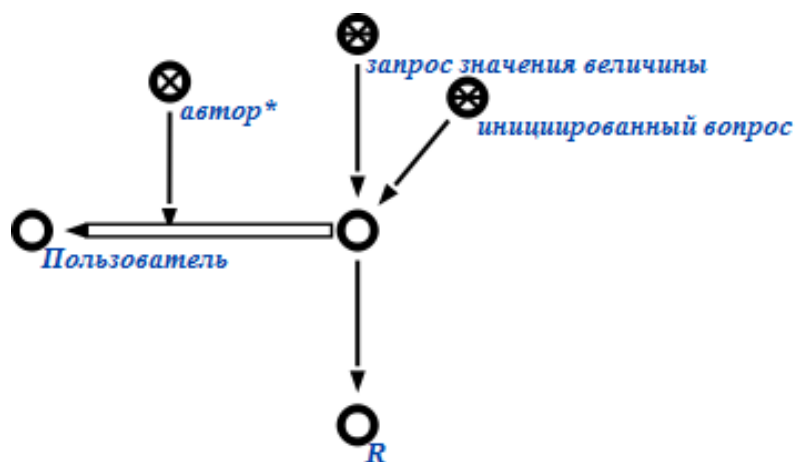 запрос значения величины
автор*
инициированный вопрос
Пользователь
R